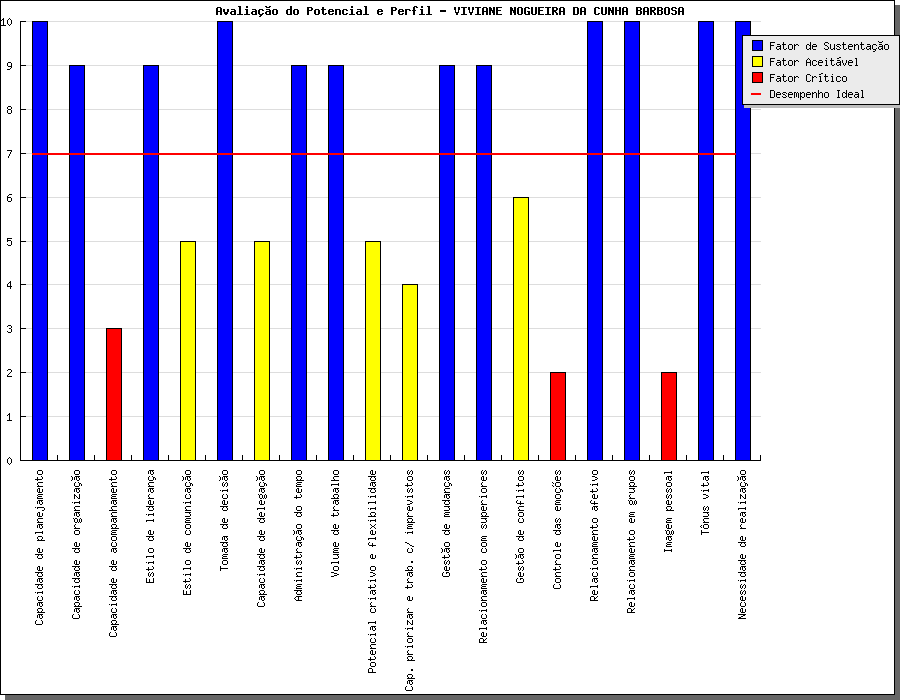 Avaliação do Potencial e Perfil - VIVIANE NOGUEIRA DA CUNHA BARBOSA
Fator de Sustentação
Fator Aceitável
Fator Crítico
Desempenho Ideal
10
9
8
7
6
5
4
3
2
1
0
Capacidade de planejamento
Capacidade de organização
Capacidade de acompanhamento
Estilo de liderança
Estilo de comunicação
Tomada de decisão
Capacidade de delegação
Administração do tempo
Volume de trabalho
Potencial criativo e flexibilidade
Cap. priorizar e trab. c/ imprevistos
Gestão de mudanças
Relacionamento com superiores
Gestão de conflitos
Controle das emoções
Relacionamento afetivo
Relacionamento em grupos
Imagem pessoal
Tônus vital
Necessidade de realização